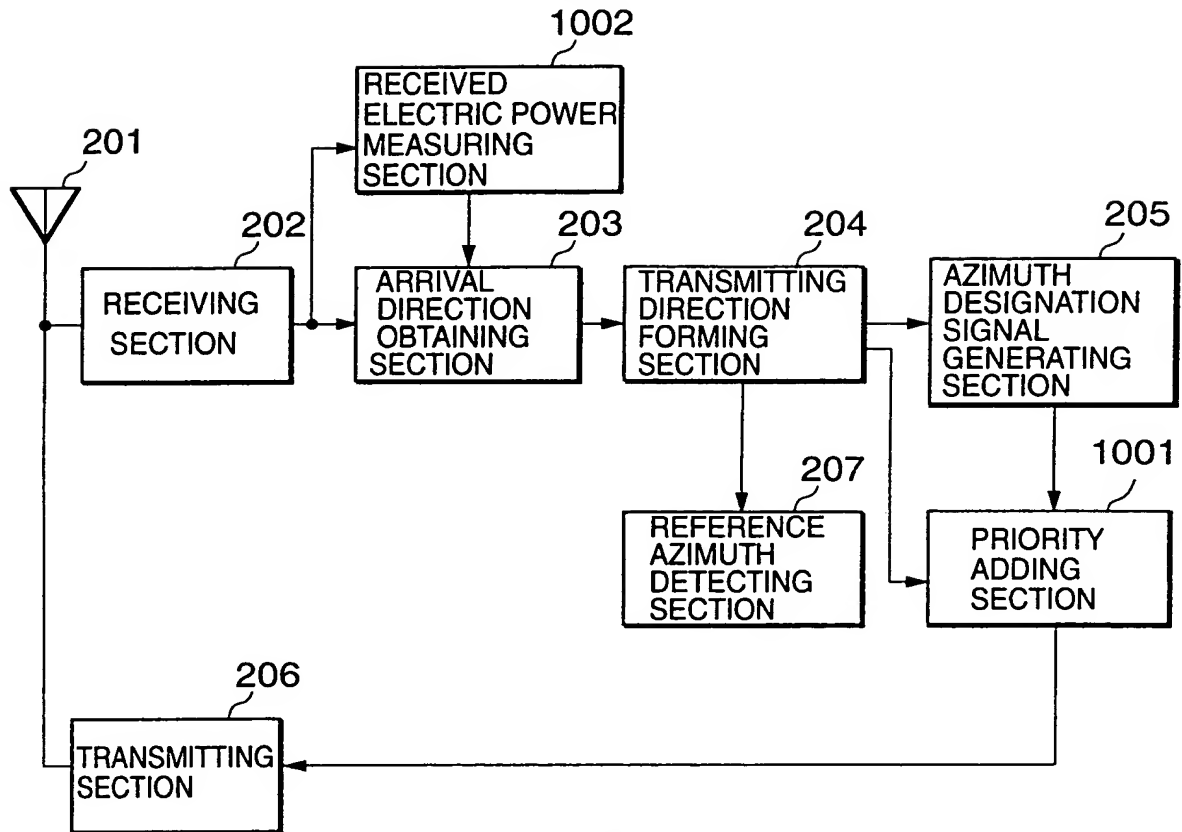 1002
RECEIVED
ELECTRIC POWER
MEASURING
SECTION
201
202
RECEIVING
SECTION
203
ARRIVAL
DIRECTION
OBTAINING
SECTION
204
TRANSMITTING
DIRECTION
FORMING
SECTION
205
AZIMUTH
DESIGNATION
SIGNAL
GENERATING
SECTION
207
REFERENCE
AZIMUTH
DETECTING
SECTION
1001
PRIORITY
ADDING
SECTION
206
TRANSMITTING
SECTION